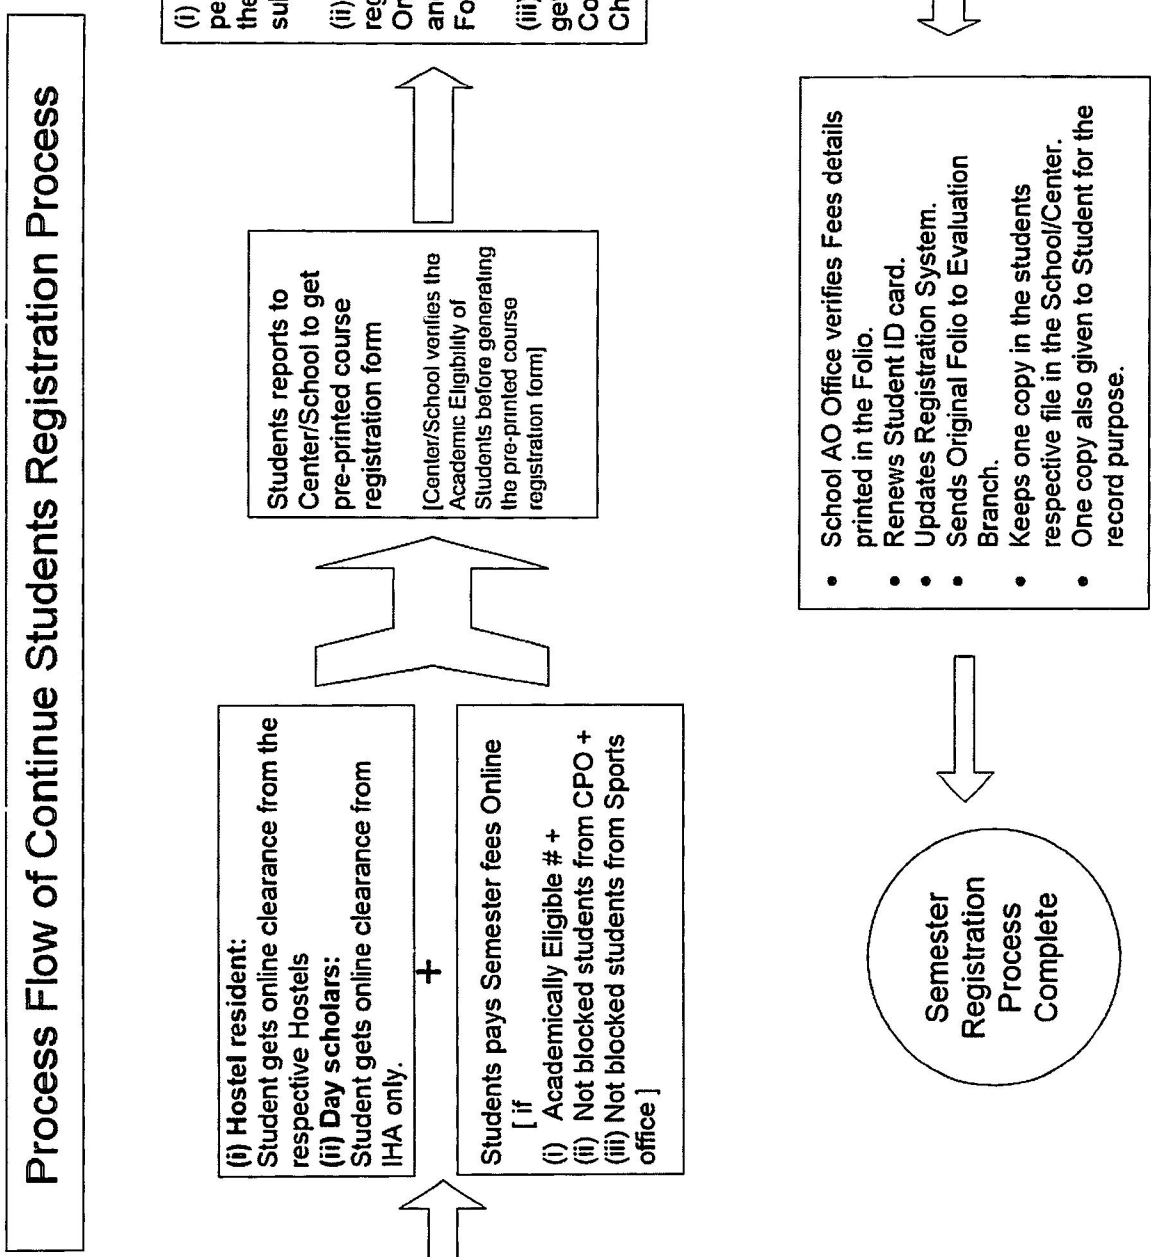 Process Flow of Continue Students Registration Process
(i) Hostel resident:
Student gets online clearance from the
respective Hostels
(ii) Day scholars:
Student gets online clearance from
IHA only.
+
Students pays Semester fees Online
[ if
(i) Academically Eligible # +
(ii) Not blocked students from CPO +
(iii) Not blocked students from Sports
office ]
Students reports to
Center/School to get
pre-printed course
registration form
[Center/School verifies the
Academic Eligibility of
Students before generating
the pre-printed course
registration form]
(i)
(ii)
(iii)
• School AO Office verifies Fees details
printed in the Folio.
• Renews Student ID card.
• Updates Registration System.
• Sends Original Folio to Evaluation
Branch.
• Keeps one copy in the students
respective file in the School/Center.
• One copy also given to Student for the
record purpose.
Semester
Registration
Process
Complete